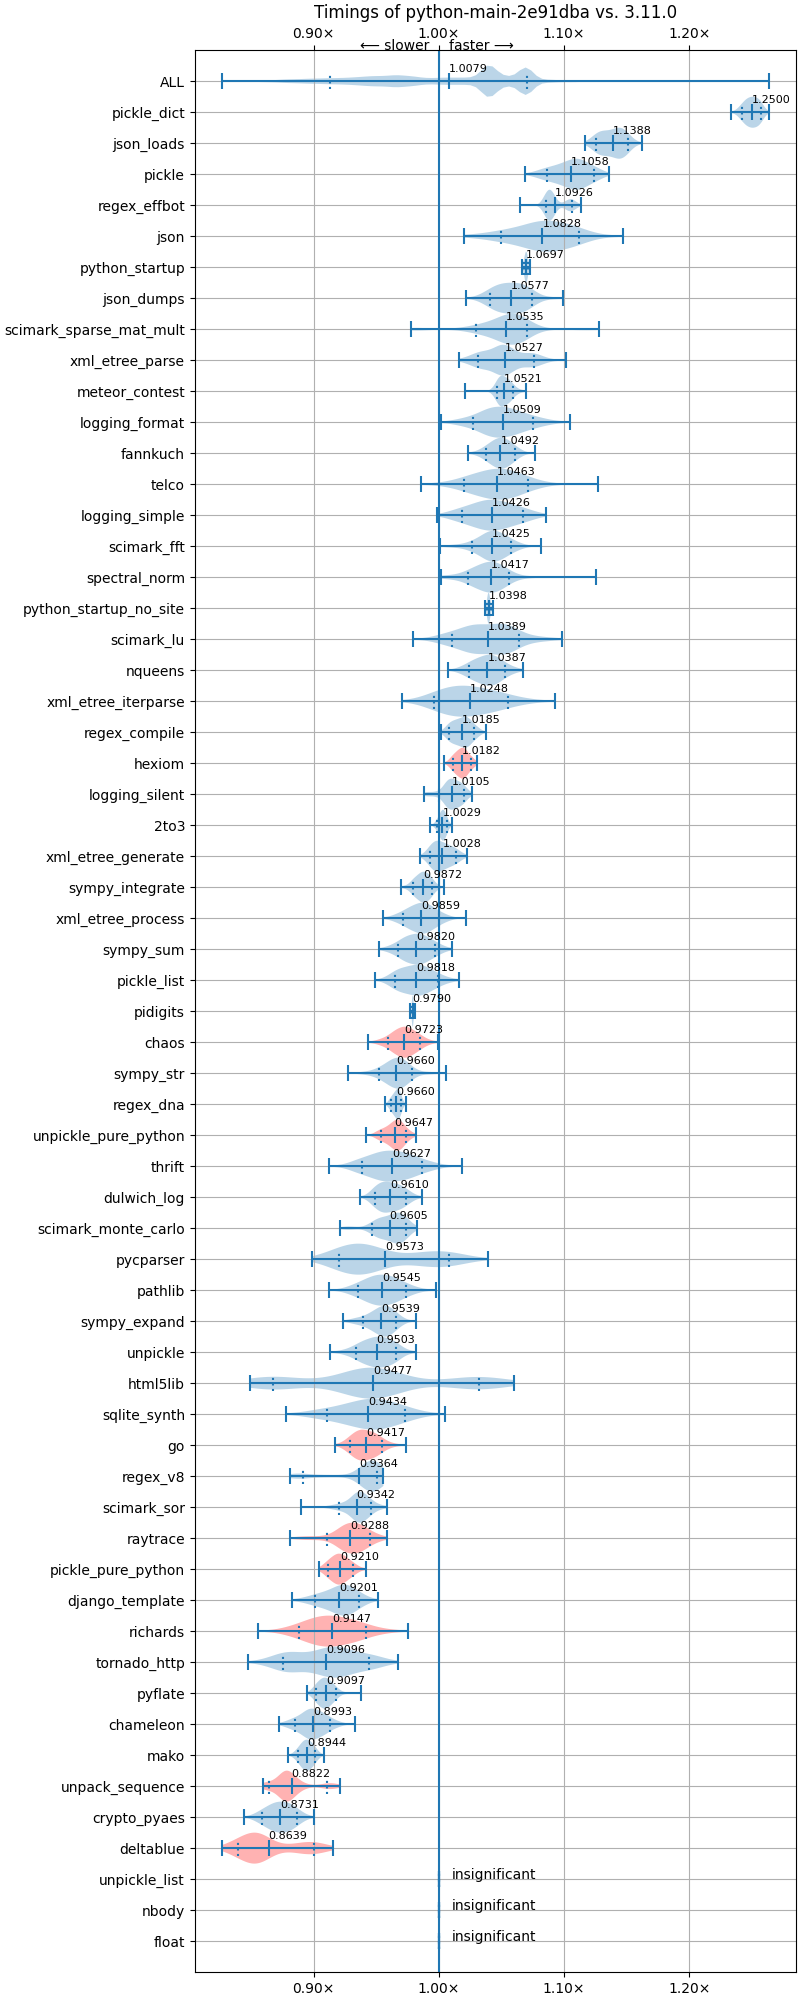 Timings of python-main-2e91dba vs. 3.11.0
0.90× 1.00× 1.10× 1.20×
⟵ slower faster ⟶
ALL 1.0079
pickle_dict 1.2500
json_loads 1.1388
pickle 1.1058
regex_effbot 1.0926
json 1.0828
python_startup 1.0697
json_dumps 1.0577
scimark_sparse_mat_mult 1.0535
xml_etree_parse 1.0527
meteor_contest 1.0521
logging_format 1.0509
fannkuch 1.0492
telco 1.0463
logging_simple 1.0426
scimark_fft 1.0425
spectral_norm 1.0417
python_startup_no_site 1.0398
scimark_lu 1.0389
nqueens 1.0387
xml_etree_iterparse 1.0248
regex_compile 1.0185
hexiom 1.0182
logging_silent 1.0105
2to3 1.0029
xml_etree_generate 1.0028
sympy_integrate 0.9872
xml_etree_process 0.9859
sympy_sum 0.9820
pickle_list 0.9818
pidigits 0.9790
chaos 0.9723
sympy_str 0.9660
regex_dna 0.9660
unpickle_pure_python 0.9647
thrift 0.9627
dulwich_log 0.9610
scimark_monte_carlo 0.9605
pycparser 0.9573
pathlib 0.9545
sympy_expand 0.9539
unpickle 0.9503
html5lib 0.9477
sqlite_synth 0.9434
go 0.9417
regex_v8 0.9364
scimark_sor 0.9342
raytrace 0.9288
pickle_pure_python 0.9210
django_template 0.9201
richards 0.9147
tornado_http 0.9096
pyflate 0.9097
chameleon 0.8993
mako 0.8944
unpack_sequence 0.8822
crypto_pyaes 0.8731
deltablue 0.8639
unpickle_list insignificant
nbody insignificant
float insignificant
0.90× 1.00× 1.10× 1.20×